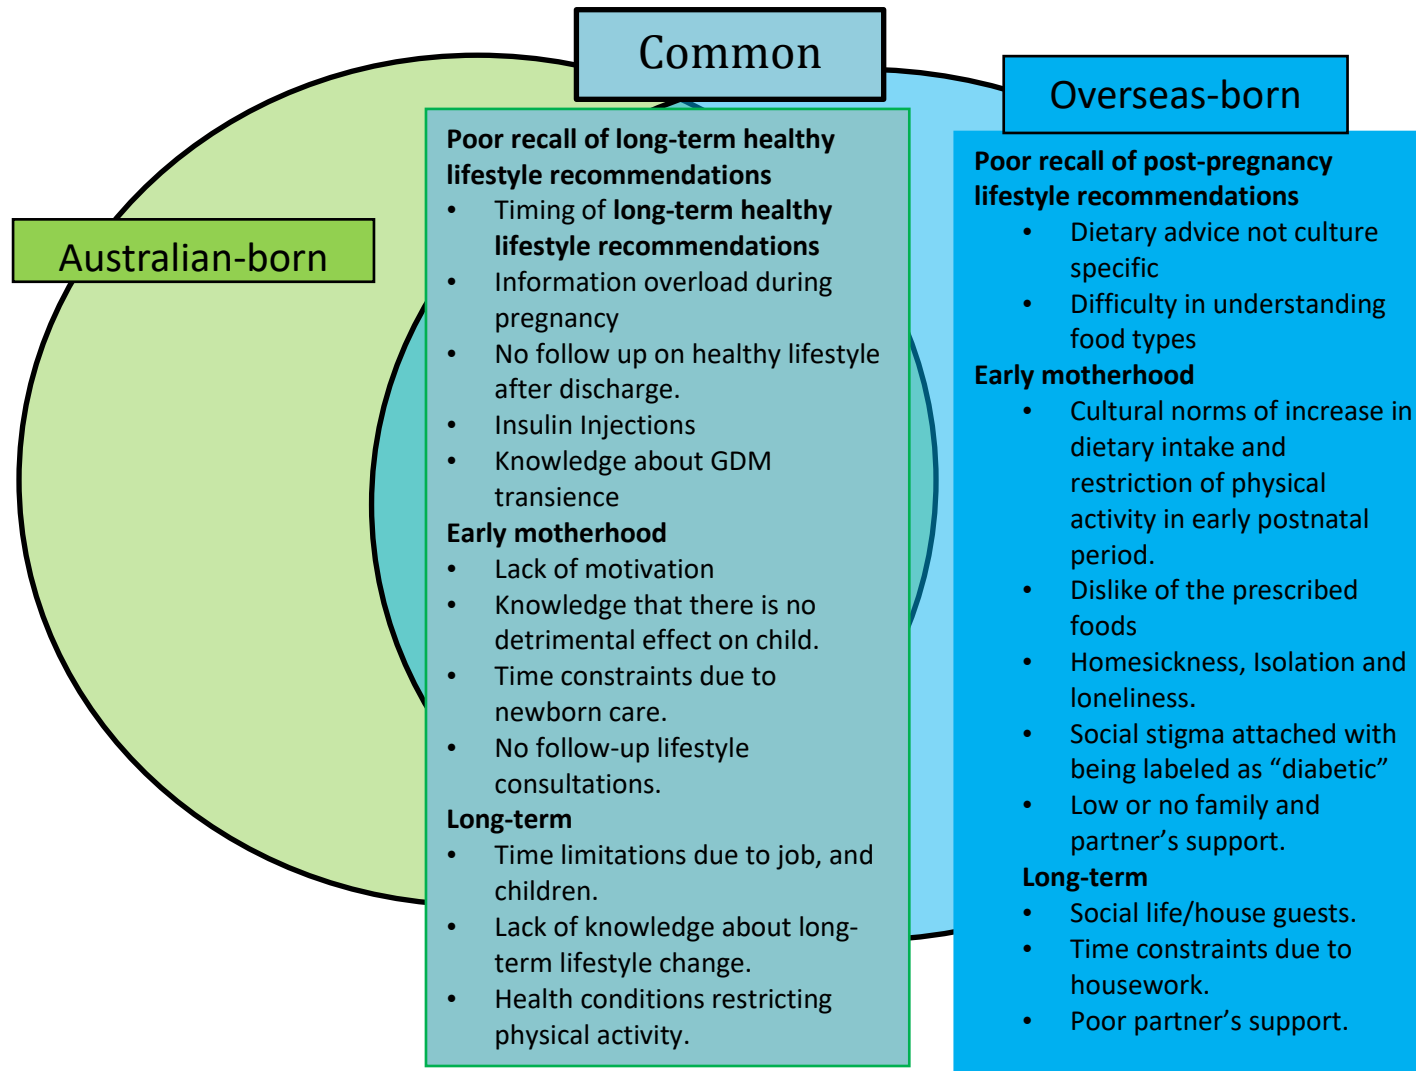 Common
Overseas-born
Australian-born
Poor recall of long-term healthy
lifestyle recommendations
• Timing of long-term healthy
lifestyle recommendations
• Information overload during
pregnancy
• No follow up on healthy lifestyle
after discharge.
• Insulin Injections
• Knowledge about GDM
transience
Early motherhood
• Lack of motivation
• Knowledge that there is no
detrimental effect on child.
• Time constraints due to
newborn care.
• No follow-up lifestyle
consultations.
Long-term
• Time limitations due to job, and
children.
• Lack of knowledge about long-
term lifestyle change.
• Health conditions restricting
physical activity.
Poor recall of post-pregnancy
lifestyle recommendations
• Dietary advice not culture
specific
• Difficulty in understanding
food types
Early motherhood
• Cultural norms of increase in
dietary intake and
restriction of physical
activity in early postnatal
period.
• Dislike of the prescribed
foods
• Homesickness, Isolation and
loneliness.
• Social stigma attached with
being labeled as “diabetic”
• Low or no family and
partner’s support.
Long-term
• Social life/house guests.
• Time constraints due to
housework.
• Poor partner’s support.